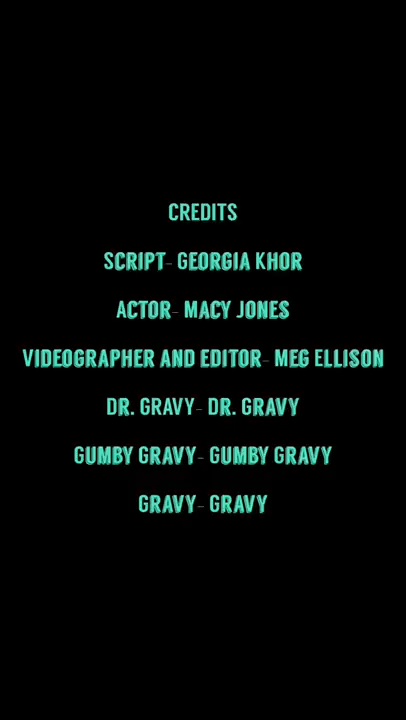 CREDITS
SCRIPT- GEORGIA KHOR
ACTOR- MACY JONES
VIDEOGRAPHER AND EDITOR- MEG ELLISON
DR. GRAVY- DR. GRAVY
GUMBY GRAVY- GUMBY GRAVY
GRAVY- GRAVY